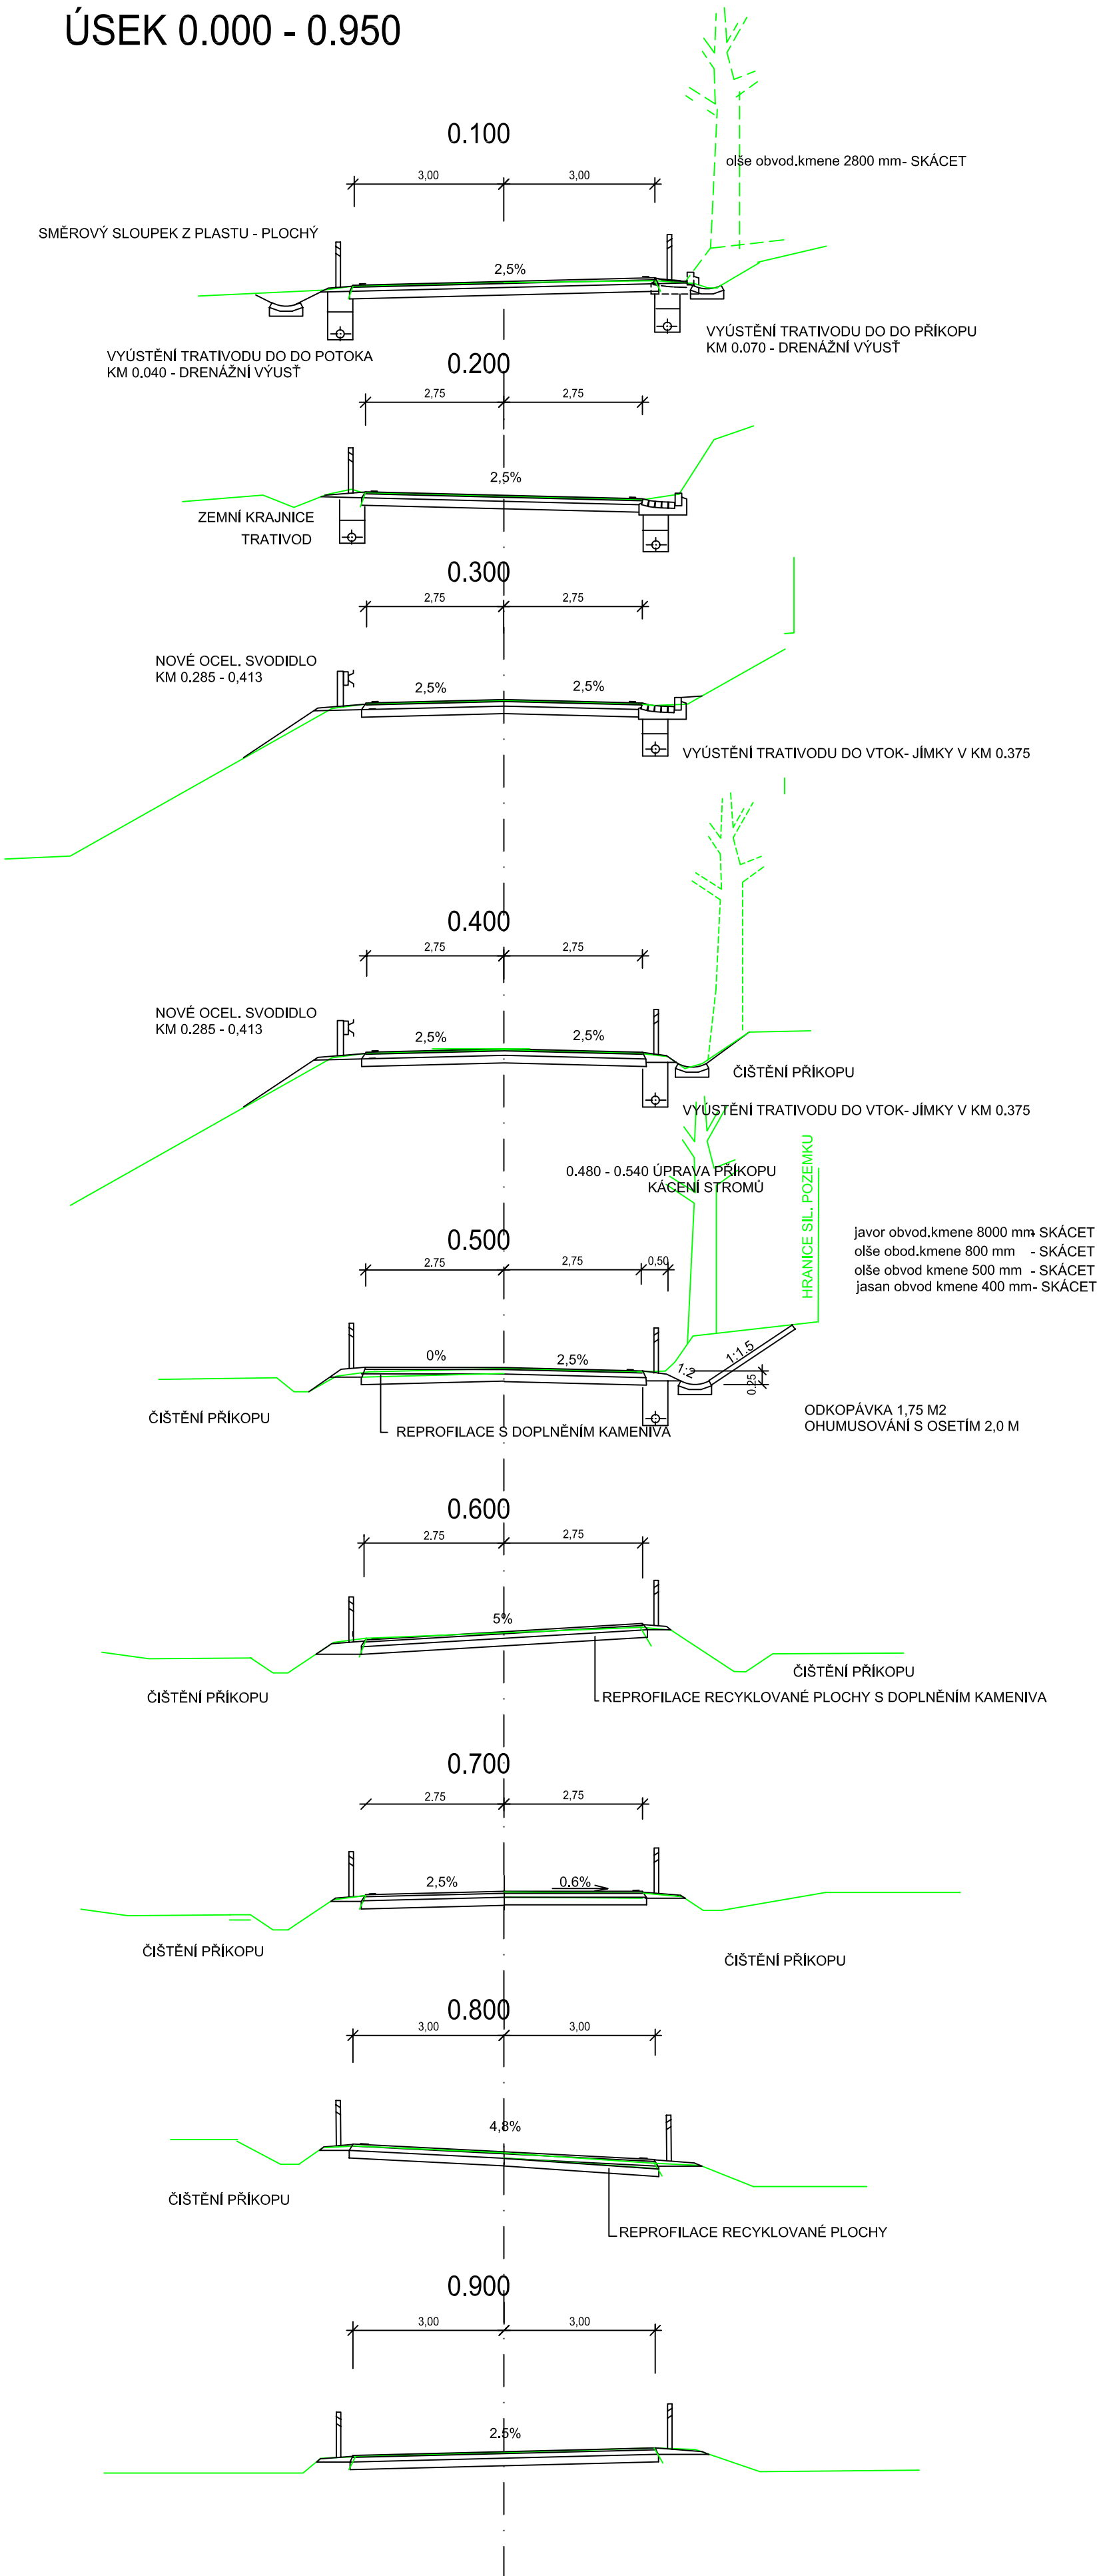 ÚSEK 0.000 - 0.950
0.100
olše obvod.kmene 2800 mm- SKÁCET
3,00
3,00
SMĚROVÝ SLOUPEK Z PLASTU - PLOCHÝ
2,5%
VYÚSTĚNÍ TRATIVODU DO DO POTOKA
KM 0.040 - DRENÁŽNÍ VÝUSŤ
VYÚSTĚNÍ TRATIVODU DO DO PŘÍKOPU
KM 0.070 - DRENÁŽNÍ VYUSŤ
0.200
2,75
2,75
2,5%
ZEMNÍ KRAJNICE
TRATIVOD
0.300
2,75
2,75
NOVÉ OCEL. SVODIDLO
KM 0.285 - 0,413
2,5%
2,5%
VYÚSTĚNÍ TRATIVODU DO VTOK- JÍMKY V KM 0.375
0.400
2,75
2,75
NOVÉ OCEL. SVODIDLO
KM 0.285 - 0,413
2,5%
2,5%
ČIŠTĚNÍ PŘÍKOPU
VYÚSTĚNÍ TRATIVODU DO VTOK- JÍMKY V KM 0.375
0.480 - 0.540 ÚPRAVA PŘÍKOPU
KÁCENÍ STROMŮ
HRANICE SIL. POZEMKU
javor obvod.kmene 8000 mm- SKÁCET
olše obod.kmene 800 mm - SKÁCET
olše obvod kmene 500 mm - SKÁCET
jasan obvod kmene 400 mm- SKÁCET
0.500
2.75
2,75
0,50
0%
2,5%
1:2
1:1.5
0.25
ČIŠTĚNÍ PŘÍKOPU
REPROFILACE S DOPLNĚNÍM KAMENIVA
ODKOPÁVKA 1,75 M2
OHUMUSOVÁNÍ S OSETÍM 2,0 M
0.600
2.75
2,75
5%
ČIŠTĚNÍ PŘÍKOPU
ČIŠTĚNÍ PŘÍKOPU
REPROFILACE RECYKLOVANÉ PLOCHY S DOPLNĚNÍM KAMENIVA
0.700
2.75
2,75
2,5%
0.6%
ČIŠTĚNÍ PŘÍKOPU
ČIŠTĚNÍ PŘÍKOPU
0.800
3,00
3,00
4,8%
ČIŠTĚNÍ PŘÍKOPU
REPROFILACE RECYKLOVANÉ PLOCHY
0.900
3,00
3,00
2.5%